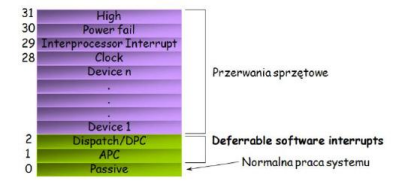 31 High
30 Power fail
29 Interprocessor Interrupt
28 Clock
Device n
.
.
.
Device 1
Przerwania sprzętowe
2 Dispatch/DPC
1 APC
Deferrable software interrupts
0 Passive
Normalna praca systemu